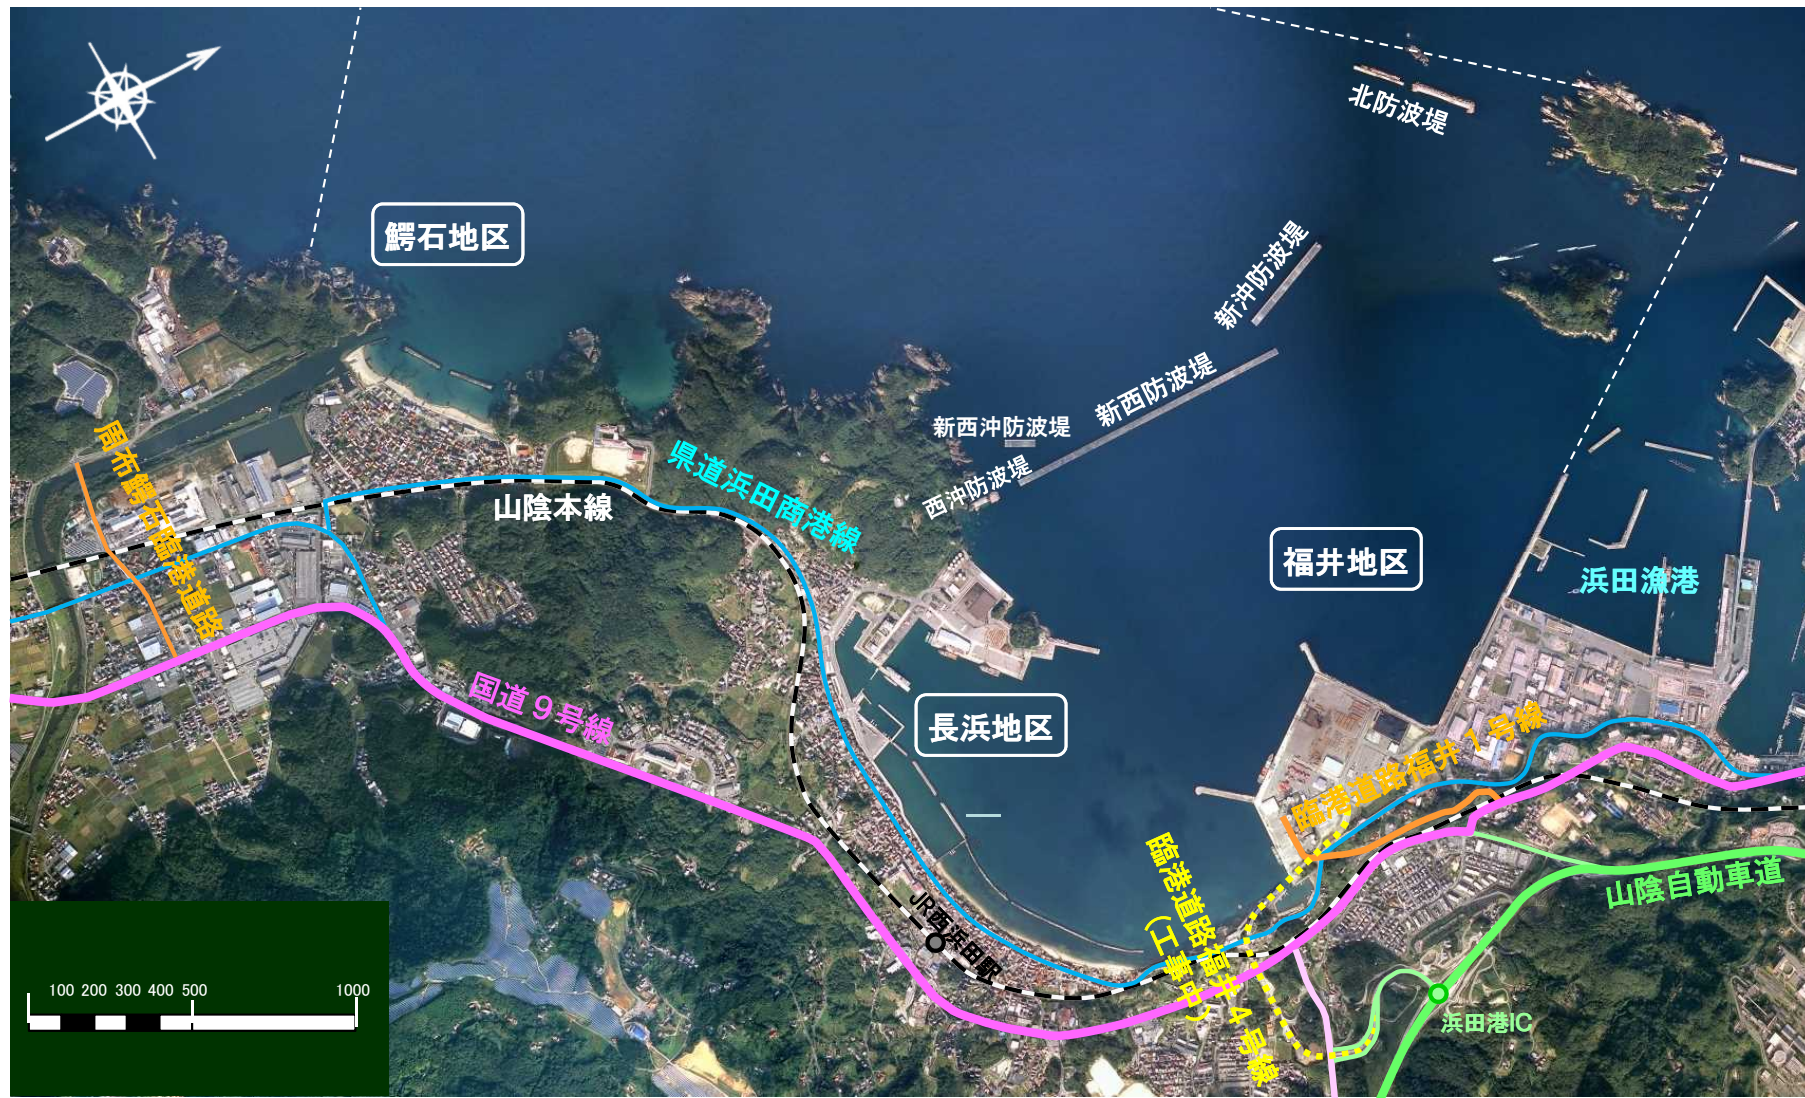 北防波堤
鰐石地区
新沖防波堤
新西防波堤
新西沖防波堤
西沖防波堤
周布鰐石臨港道路
山陰本線
県道浜田商港線
福井地区
浜田漁港
国道９号線
長浜地区
臨港道路福井１号線
臨港道路福井４号線
（工事中）
山陰自動車道
JR西浜田駅
浜田港IC
100 200 300 400 500 1000